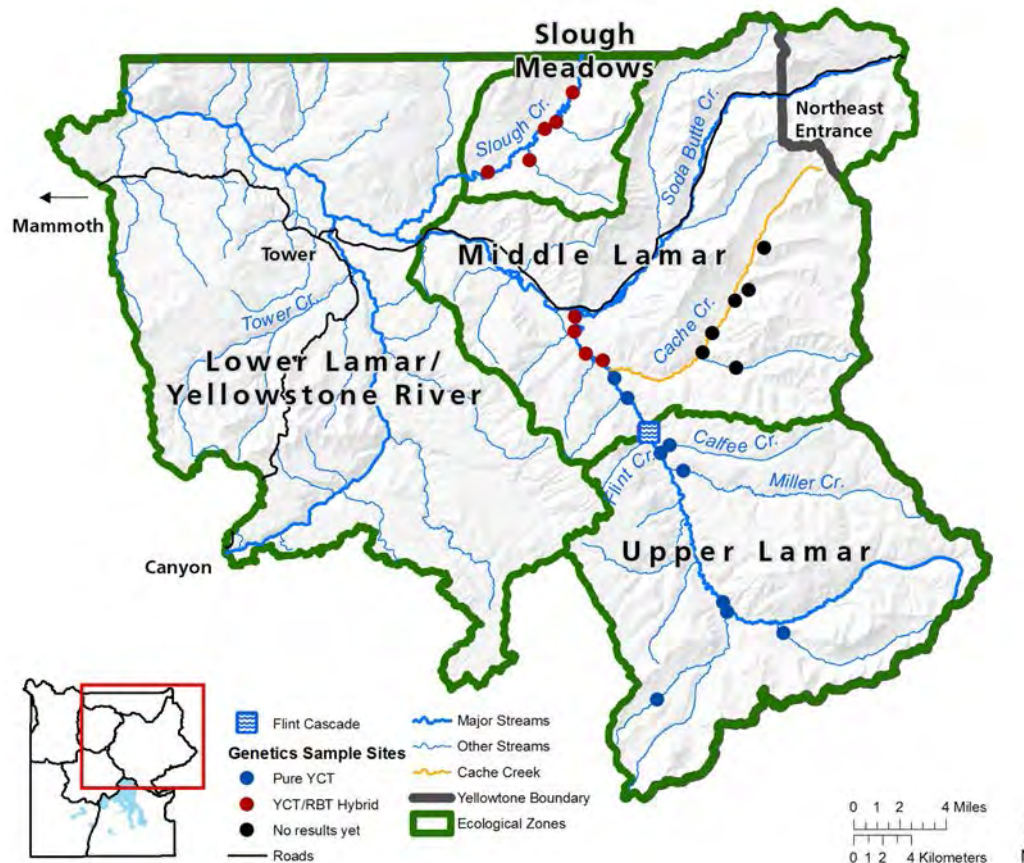 Slough
Meadows
Slough Cr.
Soda Butte Cr.
Northeast
Entrance
Mammoth
Tower
Middle Lamar
Tower Cr.
Cache Cr.
Lower Lamar/
Yellowstone River
Calfee Cr.
Flint Cr.
Miller Cr.
Upper Lamar
Canyon
Flint Cascade
Genetics Sample Sites
Pure YCT
YCT/RBT Hybrid
No results yet
Roads
Major Streams
Other Streams
Cache Creek
Yellowtone Boundary
Ecological Zones
0 1 2 4 Miles
0 1 2 4 Kilometers